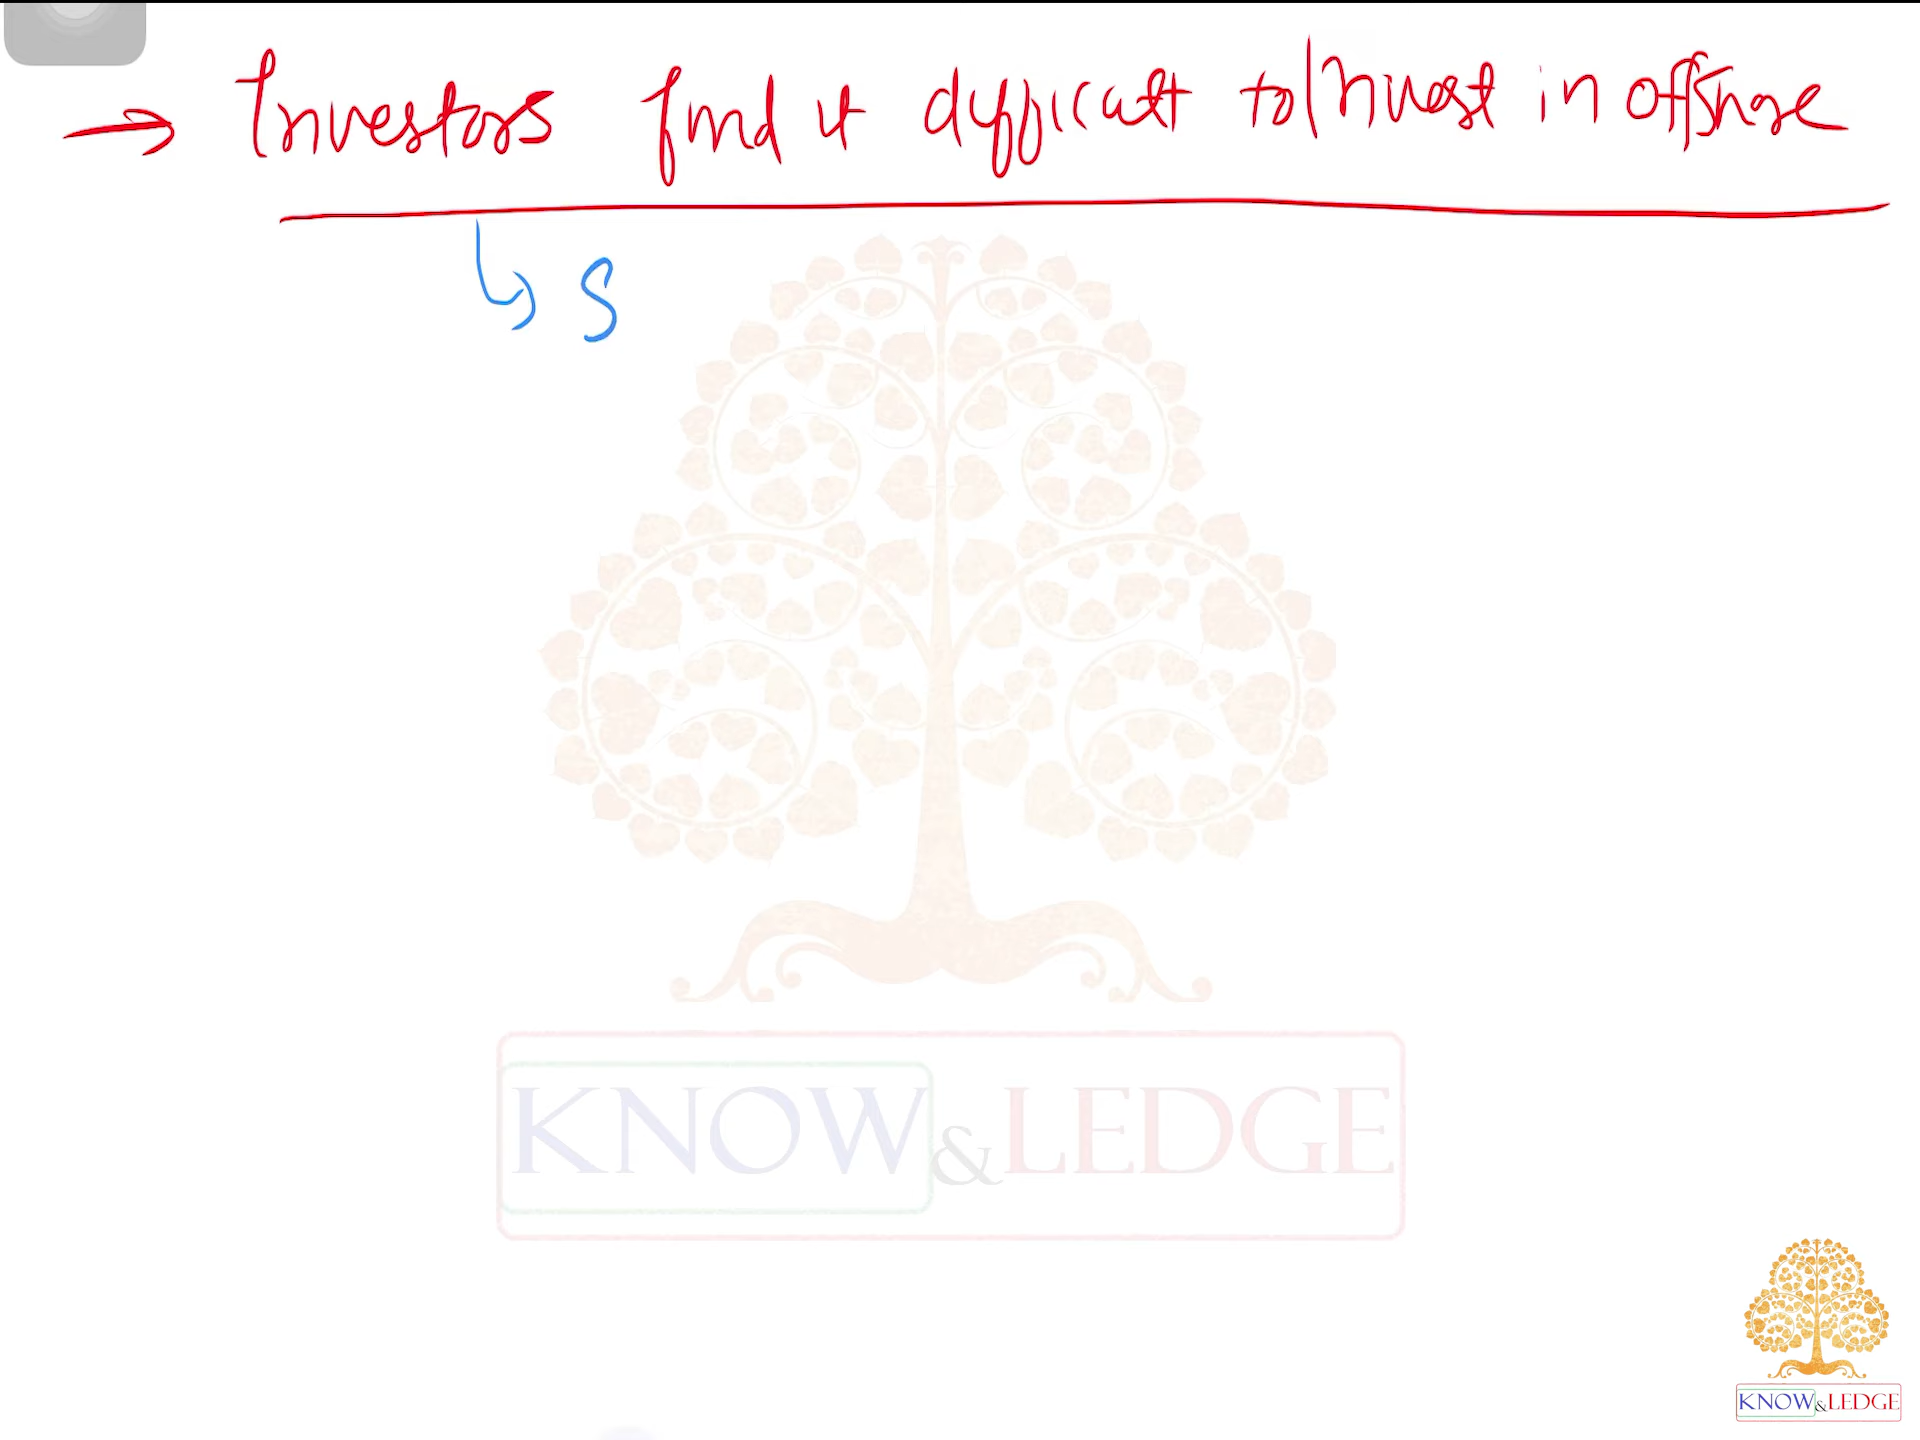 → Investors find it difficult to invest in offshore
↳ S
KNOW&LEDGE
KNOW&LEDGE